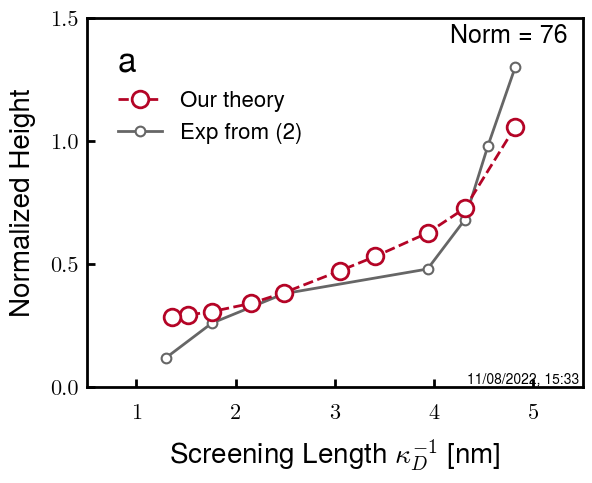 Norm = 76
a
Our theory
Exp from (2)
Normalized Height
1.5
1.0
0.5
0.0
11/08/2022, 15:33
1 2 3 4 5
Screening Length κ_D^{-1} [nm]